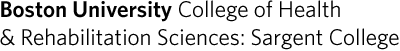 Boston University College of Health
& Rehabilitation Sciences: Sargent College